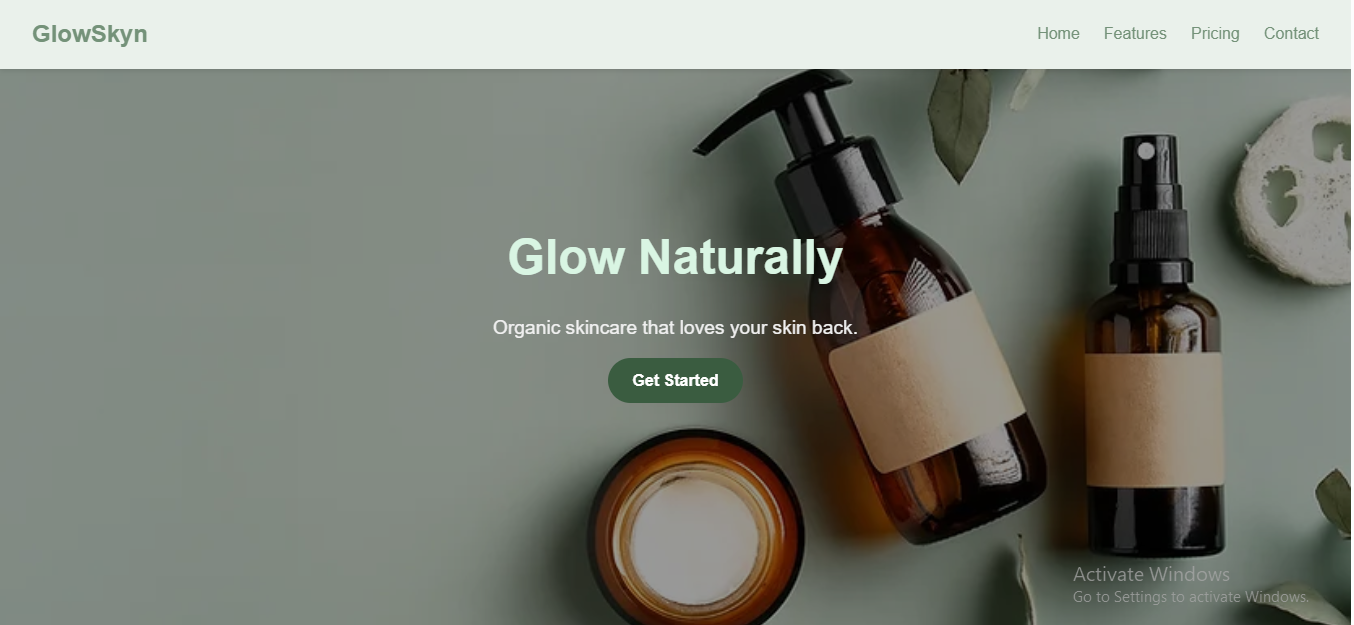 GlowSkyn
Home Features Pricing Contact
Glow Naturally
Organic skincare that loves your skin back.
Get Started
Activate Windows
Go to Settings to activate Windows.